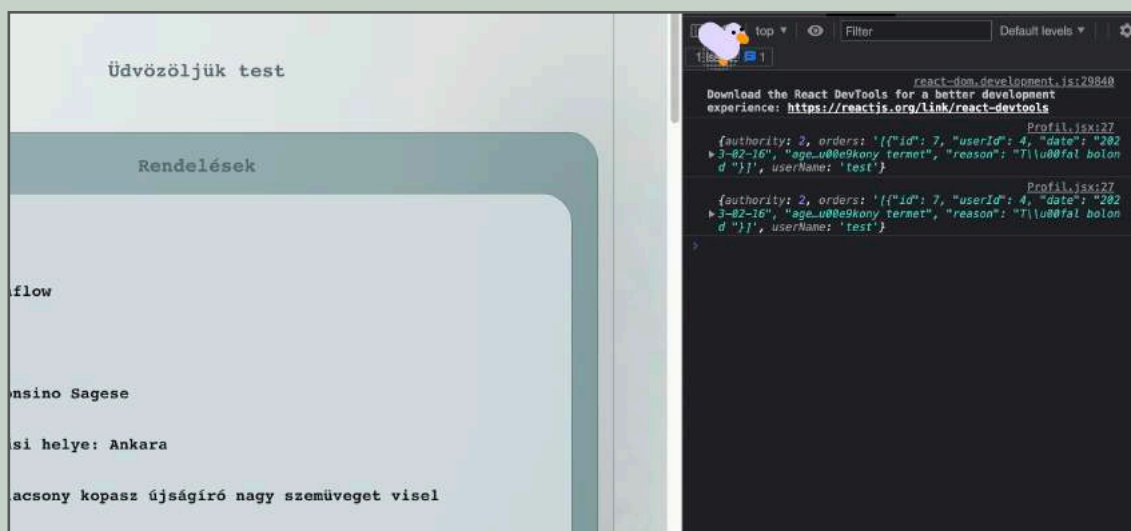 Üdvözöljük test
Rendelések
flow
nsino Sagese
si helye: Ankara
acsony kopasz újságíró nagy szemüveget visel
top
Filter
Default levels
1
1
react-dom.development.js:29840
Download the React DevTools for a better development
experience: https://reactjs.org/link/react-devtools
Profil.jsx:27
{authority: 2, orders: '[{"id": 7, "userId": 4, "date": "202
3-02-16", "age…u00e9kony termet", "reason": "T\\u00fal bolon
d "}]', userName: 'test'}
Profil.jsx:27
{authority: 2, orders: '[{"id": 7, "userId": 4, "date": "202
3-02-16", "age…u00e9kony termet", "reason": "T\\u00fal bolon
d "}]', userName: 'test'}